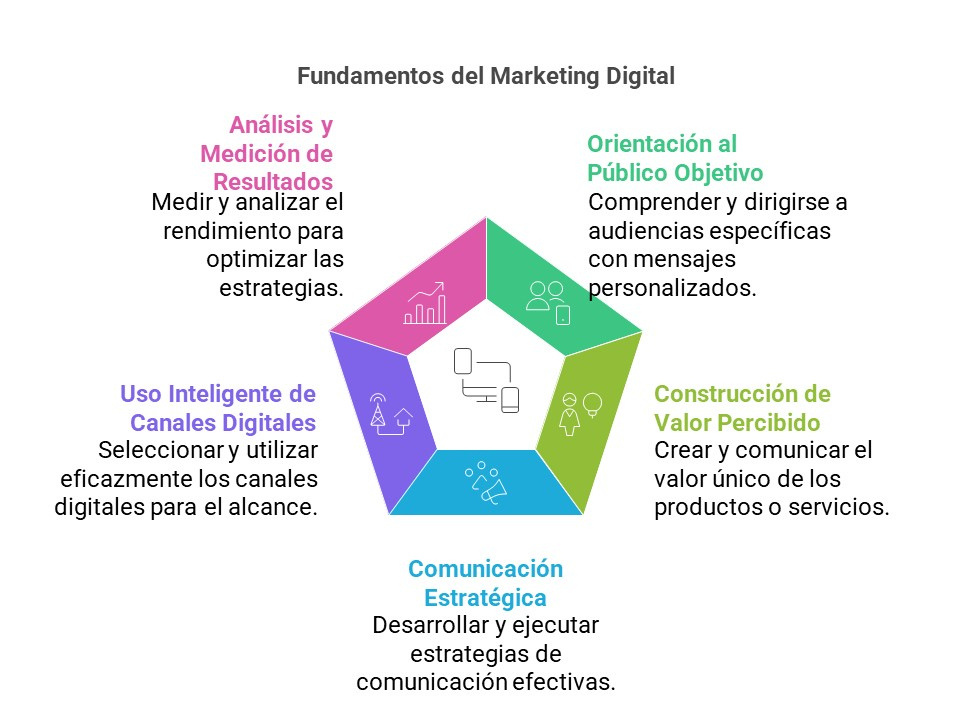 Fundamentos del Marketing Digital
Análisis y
Medición de
Resultados
Medir y analizar el
rendimiento para
optimizar las
estrategias.
Orientación al
Público Objetivo
Comprender y dirigirse a
audiencias específicas
con mensajes
personalizados.
Uso Inteligente de
Canales Digitales
Seleccionar y utilizar
eficazmente los canales
digitales para el alcance.
Construcción de
Valor Percibido
Crear y comunicar el
valor único de los
productos o servicios.
Comunicación
Estratégica
Desarrollar y ejecutar
estrategias de
comunicación efectivas.